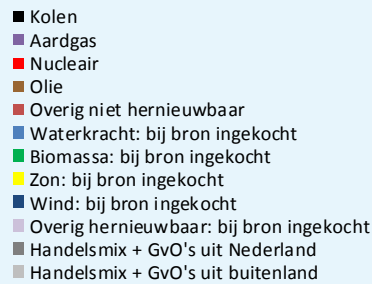 Kolen
Aardgas
Nucleair
Olie
Overig niet hernieuwbaar
Waterkracht: bij bron ingekocht
Biomassa: bij bron ingekocht
Zon: bij bron ingekocht
Wind: bij bron ingekocht
Overig hernieuwbaar: bij bron ingekocht
Handelsmix + GvO's uit Nederland
Handelsmix + GvO's uit buitenland